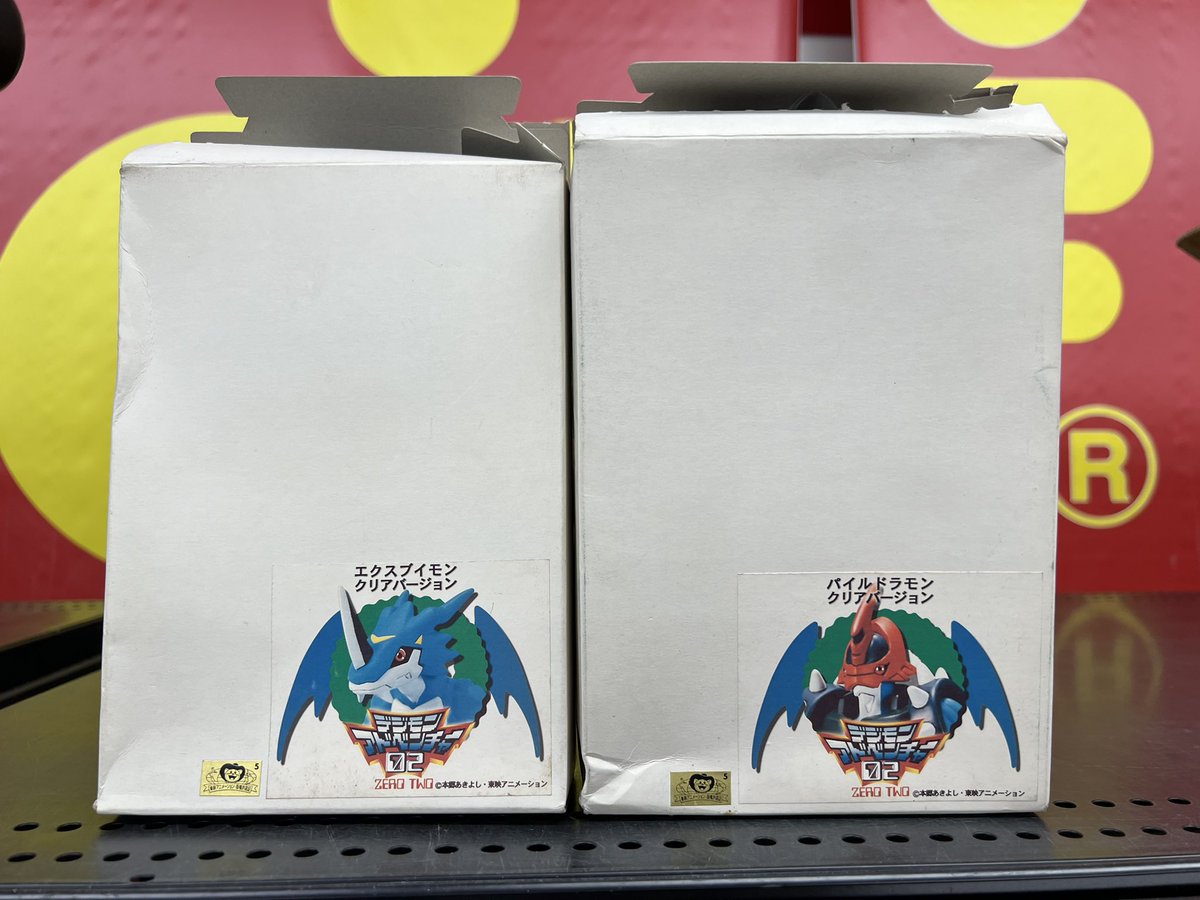 エクスブイモン
クリアバージョン
デジモン
アドベンチャー
02
ZERO TWO
©本郷あきよし・東映アニメーション
S
パイルドラモン
クリアバージョン
デジモン
アドベンチャー
02
ZERO TWO
©本郷あきよし・東映アニメーション
S
®